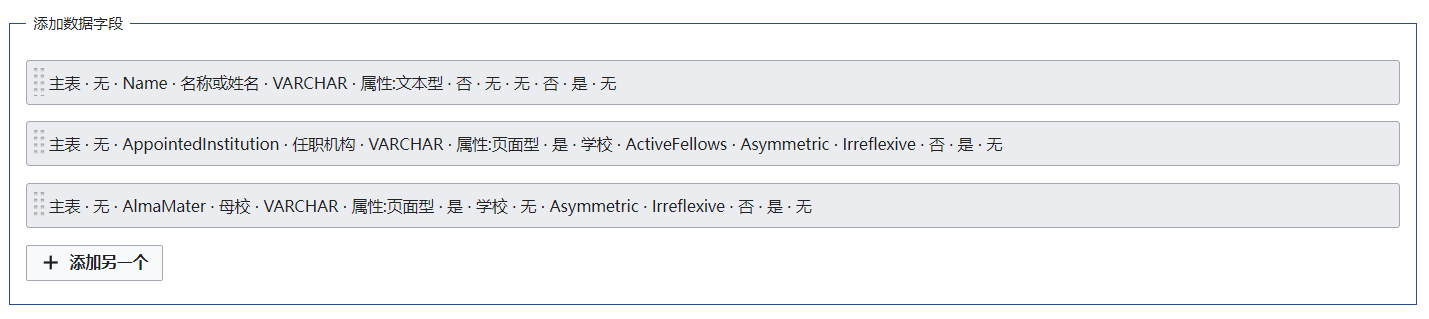 添加数据字段
主表 · 无 · Name · 名称或姓名 · VARCHAR · 属性:文本型 · 否 · 无 · 无 · 否 · 是 · 无
主表 · 无 · AppointedInstitution · 任职机构 · VARCHAR · 属性:页面型 · 是 · 学校 · ActiveFellows · Asymmetric · Irreflexive · 否 · 是 · 无
主表 · 无 · AlmaMater · 母校 · VARCHAR · 属性:页面型 · 是 · 学校 · 无 · Asymmetric · Irreflexive · 否 · 是 · 无
+ 添加另一个